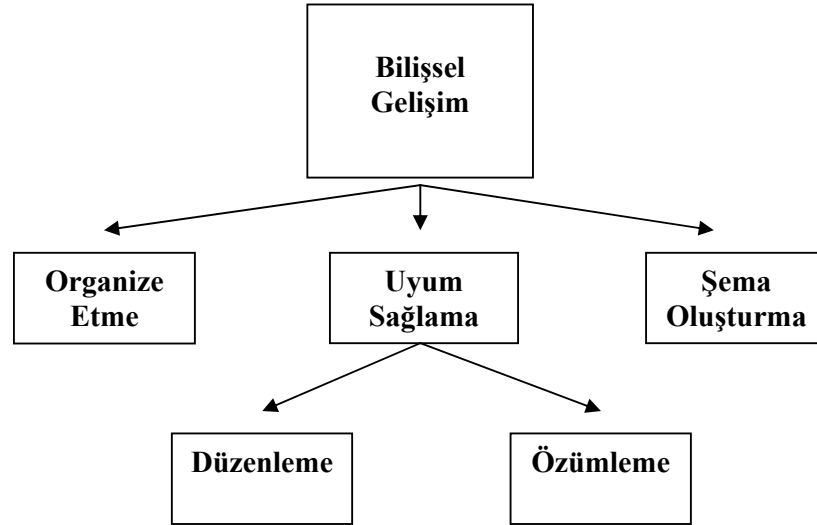 Bilişsel
Gelişim
Organize
Etme
Uyum
Sağlama
Şema
Oluşturma
Düzenleme
Özümleme